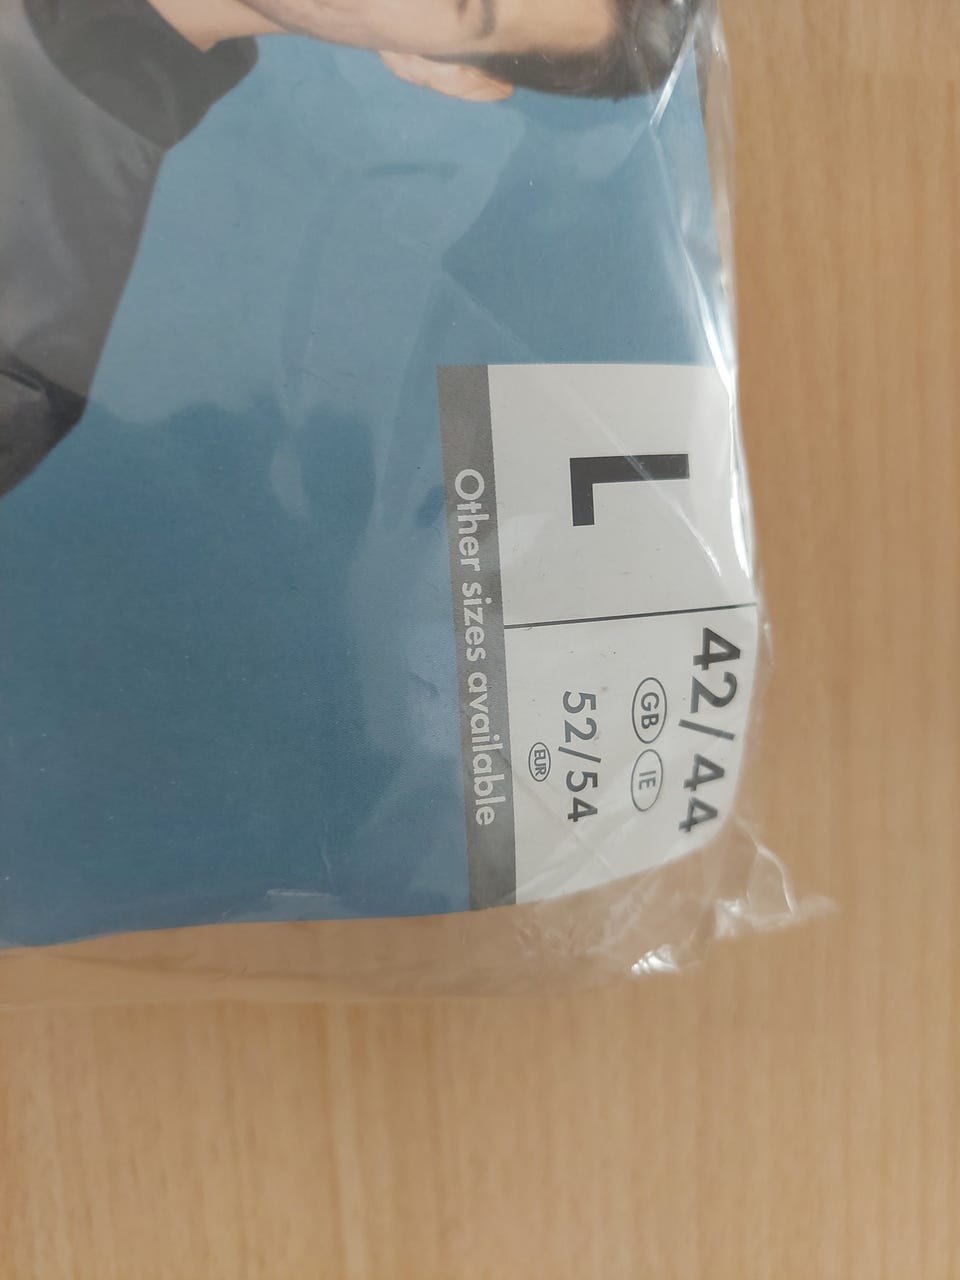 L
42/44
GB IE
52/54
EUR
Other sizes available